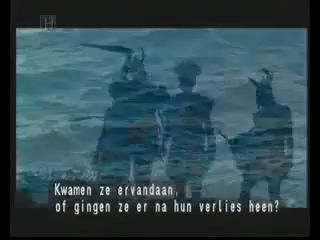 H
Kwamen ze ervandaan,
of gingen ze er na hun verlies heen?